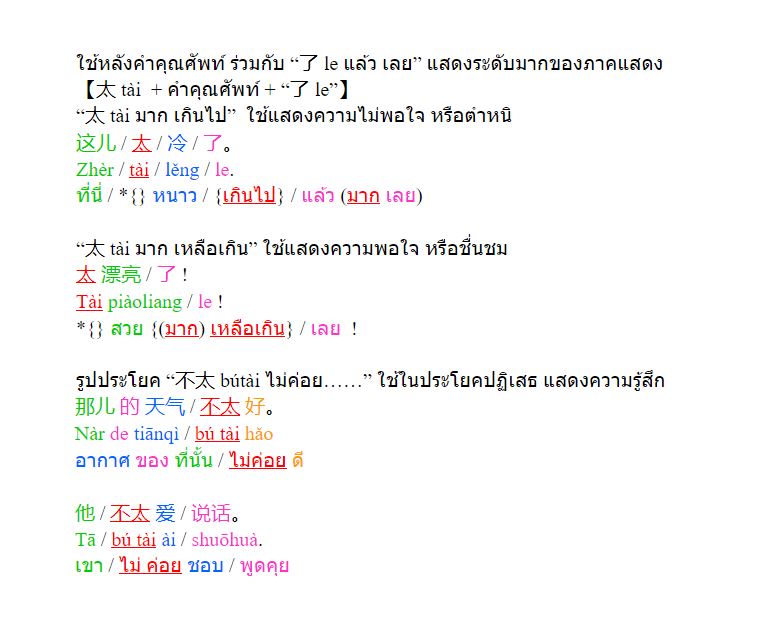 ใช้หลังคำคุณศัพท์ ร่วมกับ “了 le แล้ว เลย” แสดงระดับมากของภาคแสดง
【太 tài + คำคุณศัพท์ + “了 le”】
“太 tài มาก เกินไป” ใช้แสดงความไม่พอใจ หรือตำหนิ
这儿 / 太 / 冷 / 了。
Zhèr / tài / lěng / le.
ที่นี่ / *{} หนาว / {เกินไป} / แล้ว (มาก เลย)
“太 tài มาก เหลือเกิน” ใช้แสดงความพอใจ หรือชื่นชม
太 漂亮 / 了 !
Tài piàoliang / le !
*{} สวย {(มาก) เหลือเกิน} / เลย !
รูปประโยค “不太 bútài ไม่ค่อย……” ใช้ในประโยคปฏิเสธ แสดงความรู้สึก
那儿 的 天气 / 不太 好。
Nàr de tiānqì / bú tài hǎo
อากาศ ของ ที่นั้น / ไม่ค่อย ดี
他 / 不太 爱 / 说话。
Tā / bú tài ài / shuōhuà.
เขา / ไม่ ค่อย ชอบ / พูดคุย